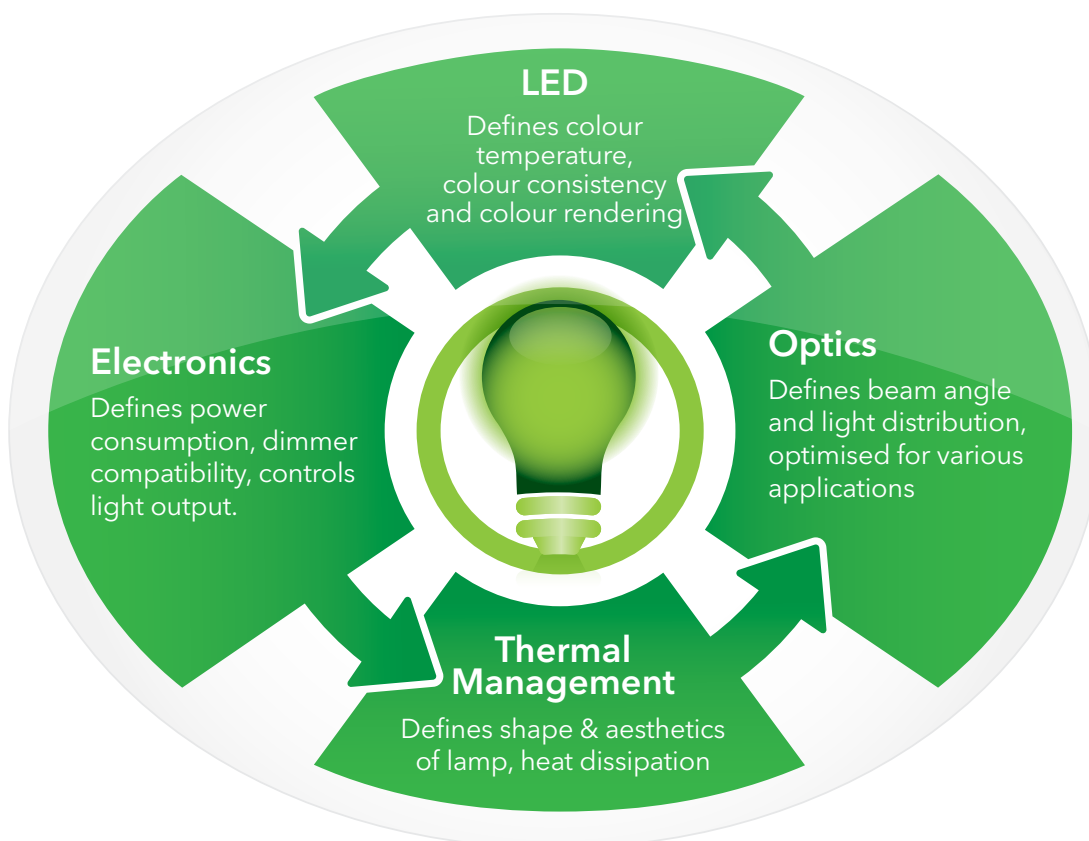 LED
Defines colour
temperature,
colour consistency
and colour rendering
Electronics
Defines power
consumption, dimmer
compatibility, controls
light output.
Optics
Defines beam angle
and light distribution,
optimised for various
applications
Thermal
Management
Defines shape & aesthetics
of lamp, heat dissipation